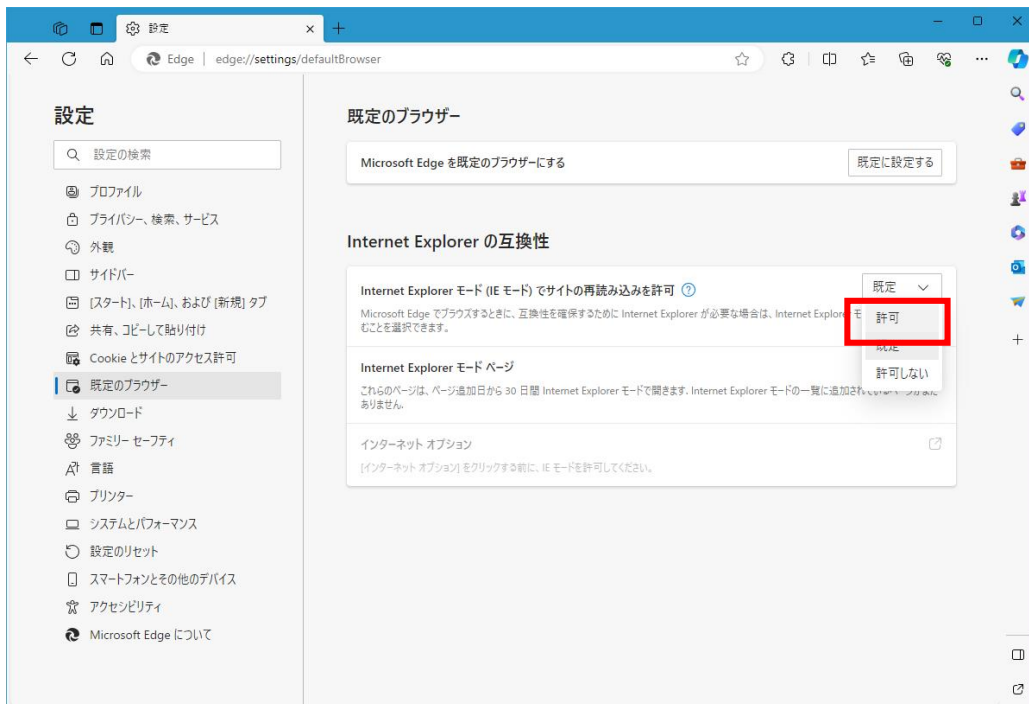 設定
Edge | edge://settings/defaultBrowser
設定
設定の検索
プロファイル
プライバシー、検索、サービス
外観
サイドバー
[スタート]、[ホーム]、および [新規] タブ
共有、コピーして貼り付け
Cookie とサイトのアクセス許可
既定のブラウザー
ダウンロード
ファミリー セーフティ
言語
プリンター
システムとパフォーマンス
設定のリセット
スマートフォンとその他のデバイス
アクセシビリティ
Microsoft Edge について
既定のブラウザー
Microsoft Edge を既定のブラウザーにする
既定に設定する
Internet Explorer の互換性
Internet Explorer モード (IE モード) でサイトの再読み込みを許可
既定
許可
既定
許可しない
Microsoft Edge でブラウズするときに、互換性を確保するために Internet Explorer が必要な場合は、Internet Explorer モ
むことを選択できます。
Internet Explorer モード ページ
これらのページは、ページ追加日から 30 日間 Internet Explorer モードで開きます. Internet Explorer モードの一覧に追加されているページがまだ
ありません.
インターネット オプション
[インターネット オプション] をクリックする前に、IE モードを許可してください。